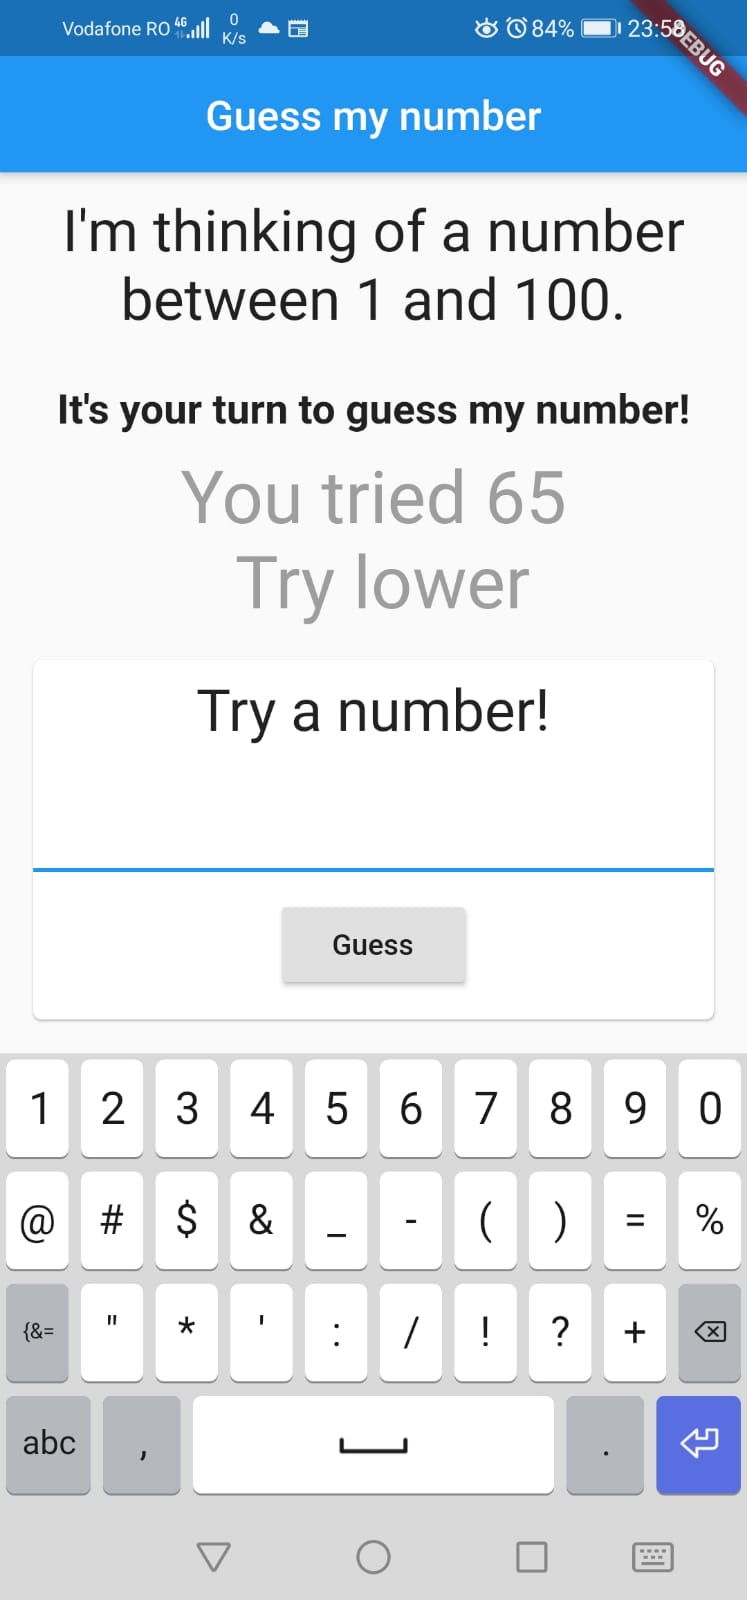 Vodafone RO 4G 0 K/s 84% 23:58
DEBUG
Guess my number
I'm thinking of a number
between 1 and 100.
It's your turn to guess my number!
You tried 65
Try lower
Try a number!
Guess
1 2 3 4 5 6 7 8 9 0
@ # $ & _ - ( ) = %
{&= " * ' : / ! ? +
abc , .